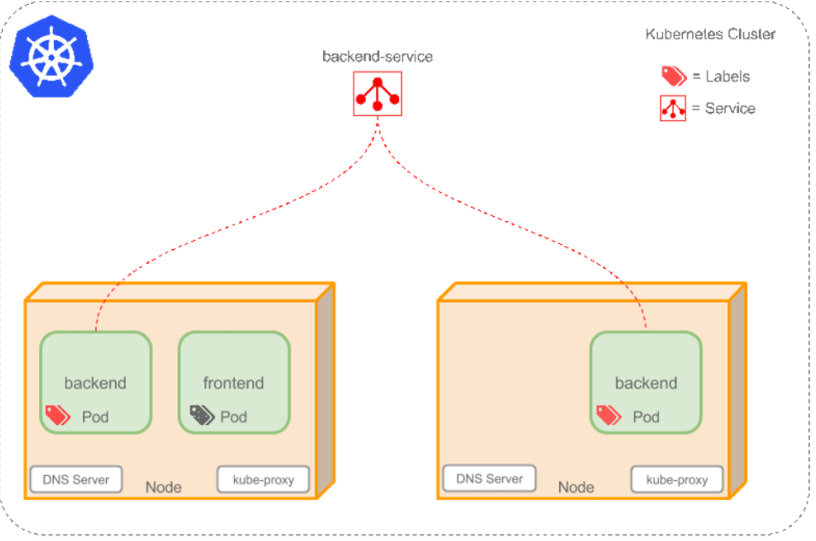 Kubernetes Cluster
backend-service
= Labels
= Service
backend
Pod
frontend
Pod
backend
Pod
DNS Server
Node
kube-proxy
DNS Server
Node
kube-proxy